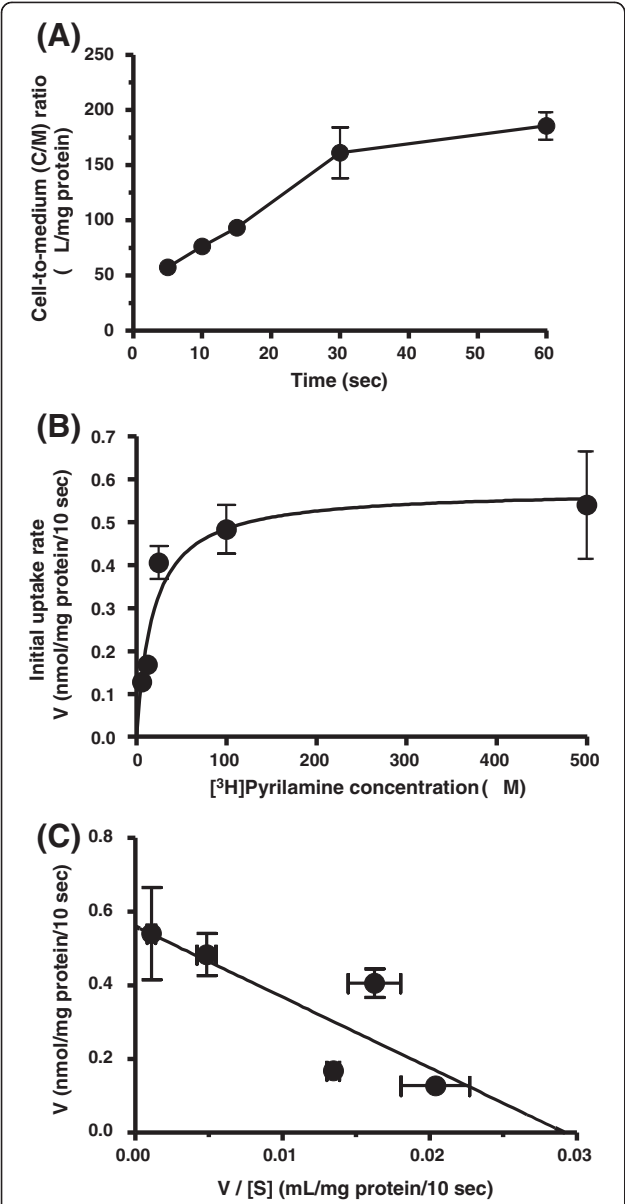 (A)
250
200
150
100
50
0
Cell-to-medium (C/M) ratio
( L/mg protein)
0 10 20 30 40 50 60
Time (sec)
(B)
0.7
0.6
0.5
0.4
0.3
0.2
0.1
0.0
Initial uptake rate
V (nmol/mg protein/10 sec)
0 100 200 300 400 500
[³H]Pyrilamine concentration ( M)
(C)
0.8
0.6
0.4
0.2
0.0
V (nmol/mg protein/10 sec)
0.00 0.01 0.02 0.03
V / [S] (mL/mg protein/10 sec)